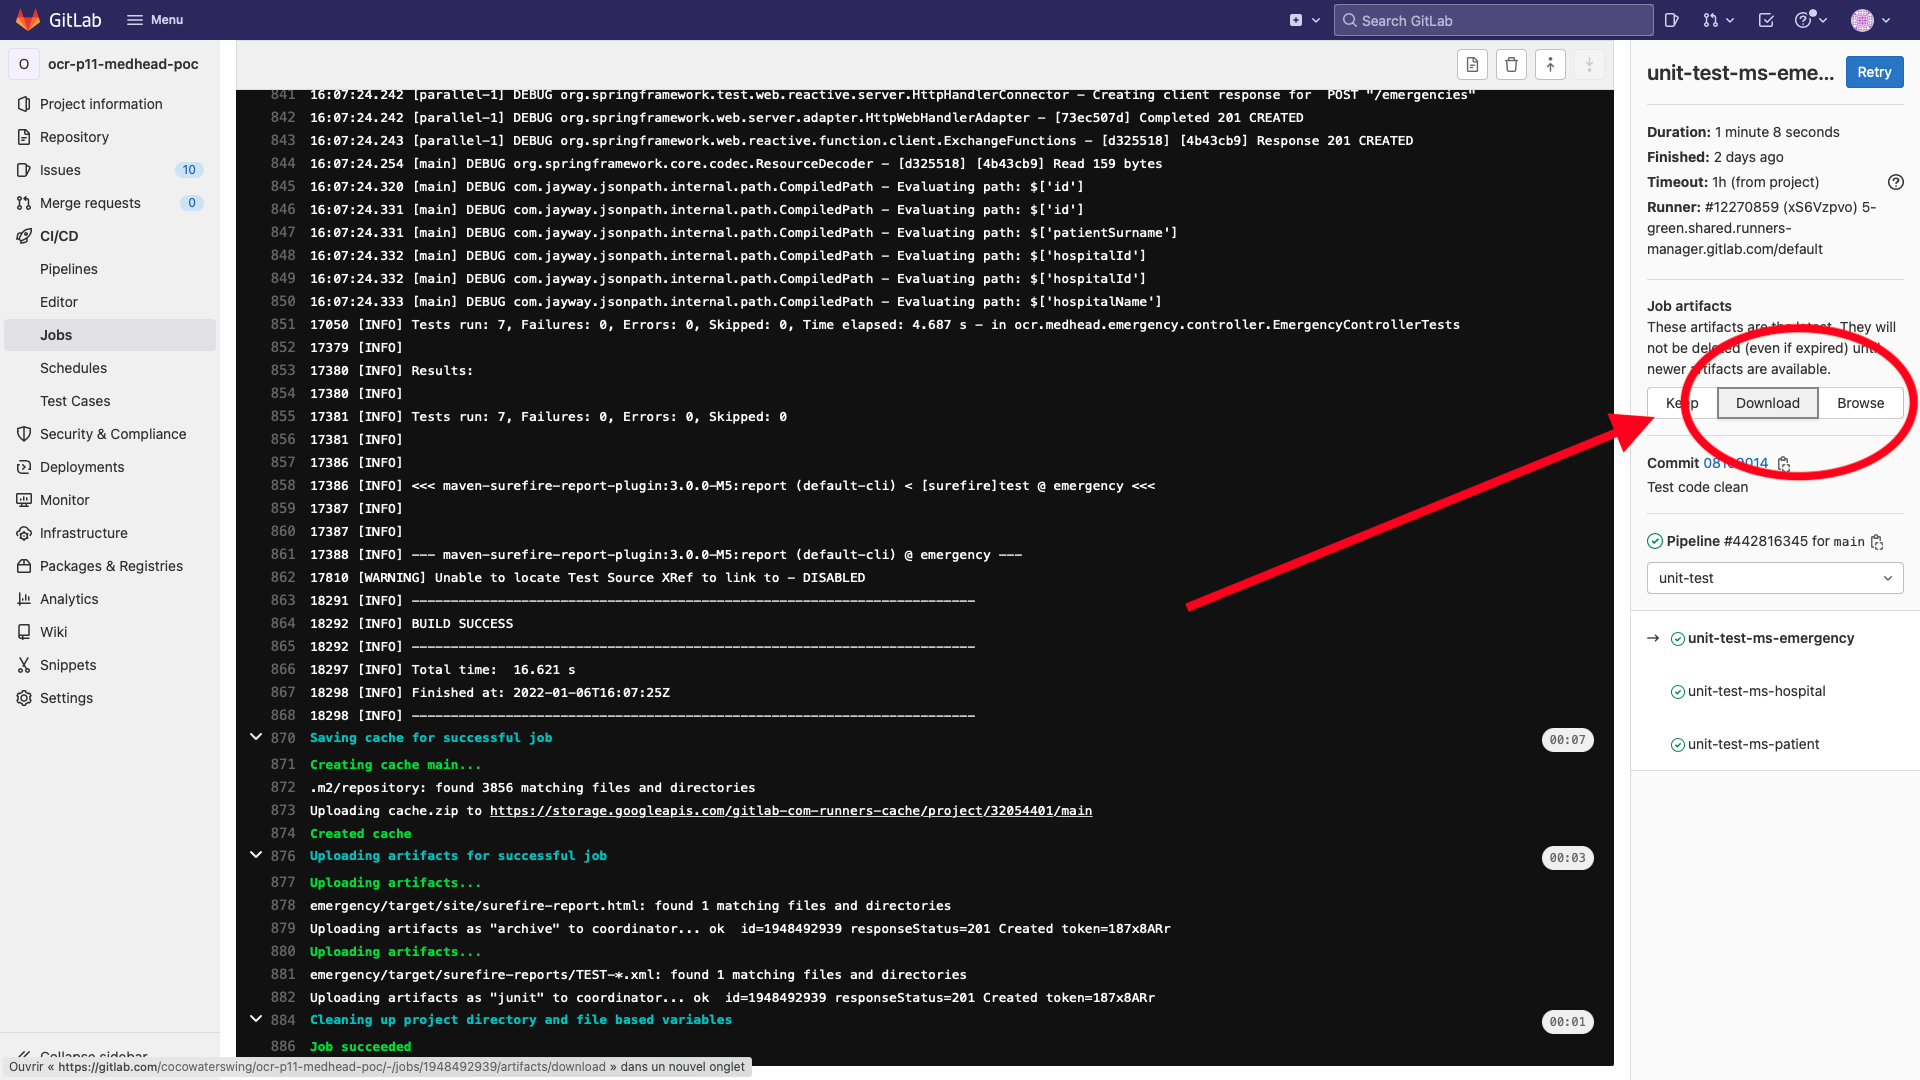 GitLab
Menu
Search GitLab
O
ocr-p11-medhead-poc
Project information
Repository
Issues 10
Merge requests 0
CI/CD
Pipelines
Editor
Jobs
Schedules
Test Cases
Security & Compliance
Deployments
Monitor
Infrastructure
Packages & Registries
Analytics
Wiki
Snippets
Settings
Collapse sidebar
841 16:07:24.242 [parallel-1] DEBUG org.springframework.test.web.reactive.server.HttpHandlerConnector - Creating client response for POST "/emergencies"
842 16:07:24.242 [parallel-1] DEBUG org.springframework.web.server.adapter.HttpWebHandlerAdapter - [73ec507d] Completed 201 CREATED
843 16:07:24.243 [parallel-1] DEBUG org.springframework.web.reactive.function.client.ExchangeFunctions - [d325518] [4b43cb9] Response 201 CREATED
844 16:07:24.254 [main] DEBUG org.springframework.core.codec.ResourceDecoder - [d325518] [4b43cb9] Read 159 bytes
845 16:07:24.320 [main] DEBUG com.jayway.jsonpath.internal.path.CompiledPath - Evaluating path: $['id']
846 16:07:24.331 [main] DEBUG com.jayway.jsonpath.internal.path.CompiledPath - Evaluating path: $['id']
847 16:07:24.331 [main] DEBUG com.jayway.jsonpath.internal.path.CompiledPath - Evaluating path: $['patientSurname']
848 16:07:24.332 [main] DEBUG com.jayway.jsonpath.internal.path.CompiledPath - Evaluating path: $['hospitalId']
849 16:07:24.332 [main] DEBUG com.jayway.jsonpath.internal.path.CompiledPath - Evaluating path: $['hospitalId']
850 16:07:24.333 [main] DEBUG com.jayway.jsonpath.internal.path.CompiledPath - Evaluating path: $['hospitalName']
851 17050 [INFO] Tests run: 7, Failures: 0, Errors: 0, Skipped: 0, Time elapsed: 4.687 s - in ocr.medhead.emergency.controller.EmergencyControllerTests
852 17379 [INFO]
853 17380 [INFO] Results:
854 17380 [INFO]
855 17381 [INFO] Tests run: 7, Failures: 0, Errors: 0, Skipped: 0
856 17381 [INFO]
857 17386 [INFO]
858 17386 [INFO] <<< maven-surefire-report-plugin:3.0.0-M5:report (default-cli) < [surefire]test @ emergency <<<
859 17387 [INFO]
860 17387 [INFO]
861 17388 [INFO] --- maven-surefire-report-plugin:3.0.0-M5:report (default-cli) @ emergency ---
862 17810 [WARNING] Unable to locate Test Source XRef to link to - DISABLED
863 18291 [INFO] ------------------------------------------------------------------------
864 18292 [INFO] BUILD SUCCESS
865 18292 [INFO] ------------------------------------------------------------------------
866 18297 [INFO] Total time:  16.621 s
867 18298 [INFO] Finished at: 2022-01-06T16:07:25Z
868 18298 [INFO] ------------------------------------------------------------------------
870 Saving cache for successful job 00:07
871 Creating cache main...
872 .m2/repository: found 3856 matching files and directories
873 Uploading cache.zip to https://storage.googleapis.com/gitlab-com-runners-cache/project/32054401/main
874 Created cache
876 Uploading artifacts for successful job 00:03
877 Uploading artifacts...
878 emergency/target/site/surefire-report.html: found 1 matching files and directories
879 Uploading artifacts as "archive" to coordinator... ok  id=1948492939 responseStatus=201 Created token=187x8ARr
880 Uploading artifacts...
881 emergency/target/surefire-reports/TEST-*.xml: found 1 matching files and directories
882 Uploading artifacts as "junit" to coordinator... ok  id=1948492939 responseStatus=201 Created token=187x8ARr
884 Cleaning up project directory and file based variables 00:01
886 Job succeeded
Ouvrir « https://gitlab.com/cocowaterswing/ocr-p11-medhead-poc/-/jobs/1948492939/artifacts/download » dans un nouvel onglet
unit-test-ms-eme... Retry
Duration: 1 minute 8 seconds
Finished: 2 days ago
Timeout: 1h (from project)
Runner: #12270859 (xS6Vzpvo) 5-
green.shared.runners-
manager.gitlab.com/default
Job artifacts
These artifacts are the latest. They will
not be deleted (even if expired) until
newer artifacts are available.
Keep Download Browse
Commit
Test code clean
Pipeline #442816345 for main
unit-test
→ unit-test-ms-emergency
unit-test-ms-hospital
unit-test-ms-patient